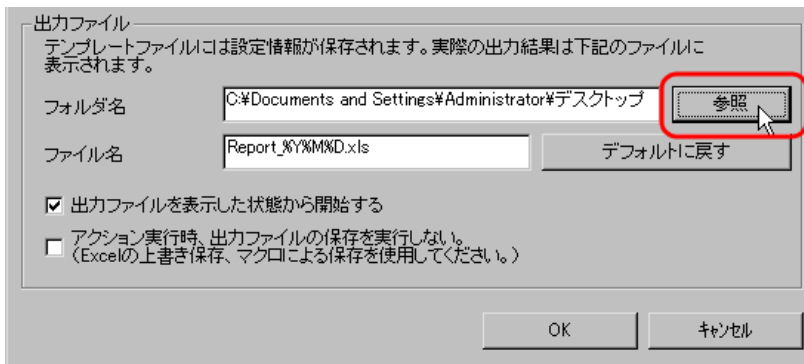 出力ファイル
テンプレートファイルには設定情報が保存されます。実際の出力結果は下記のファイルに
表示されます。
フォルダ名
C:¥Documents and Settings¥Administrator¥デスクトップ
参照
ファイル名
Report_%Y%M%D.xls
デフォルトに戻す
出力ファイルを表示した状態から開始する
アクション実行時、出力ファイルの保存を実行しない。
（Excelの上書き保存、マクロによる保存を使用してください。）
OK
キャンセル